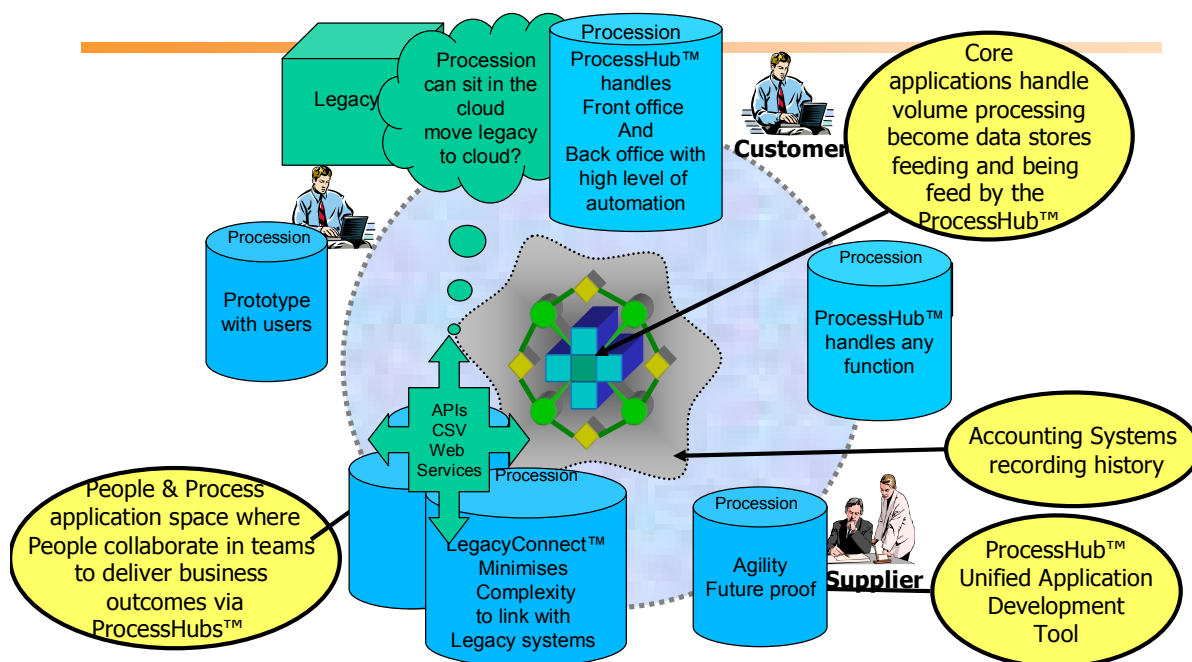 Legacy
Procession
can sit in the
cloud
move legacy
to cloud?
Procession
ProcessHub™
handles
Front office
And
Back office with
high level of
automation
Customer
Core
applications handle
volume processing
become data stores
feeding and being
feed by the
ProcessHub™
Procession
Prototype
with users
Procession
ProcessHub™
handles any
function
APIs
CSV
Web
Services
Procession
LegacyConnect™
Minimises
Complexity
to link with
Legacy systems
People & Process
application space where
People collaborate in teams
to deliver business
outcomes via
ProcessHubs™
Accounting Systems
recording history
Procession
Agility
Future proof
Supplier
ProcessHub™
Unified Application
Development
Tool